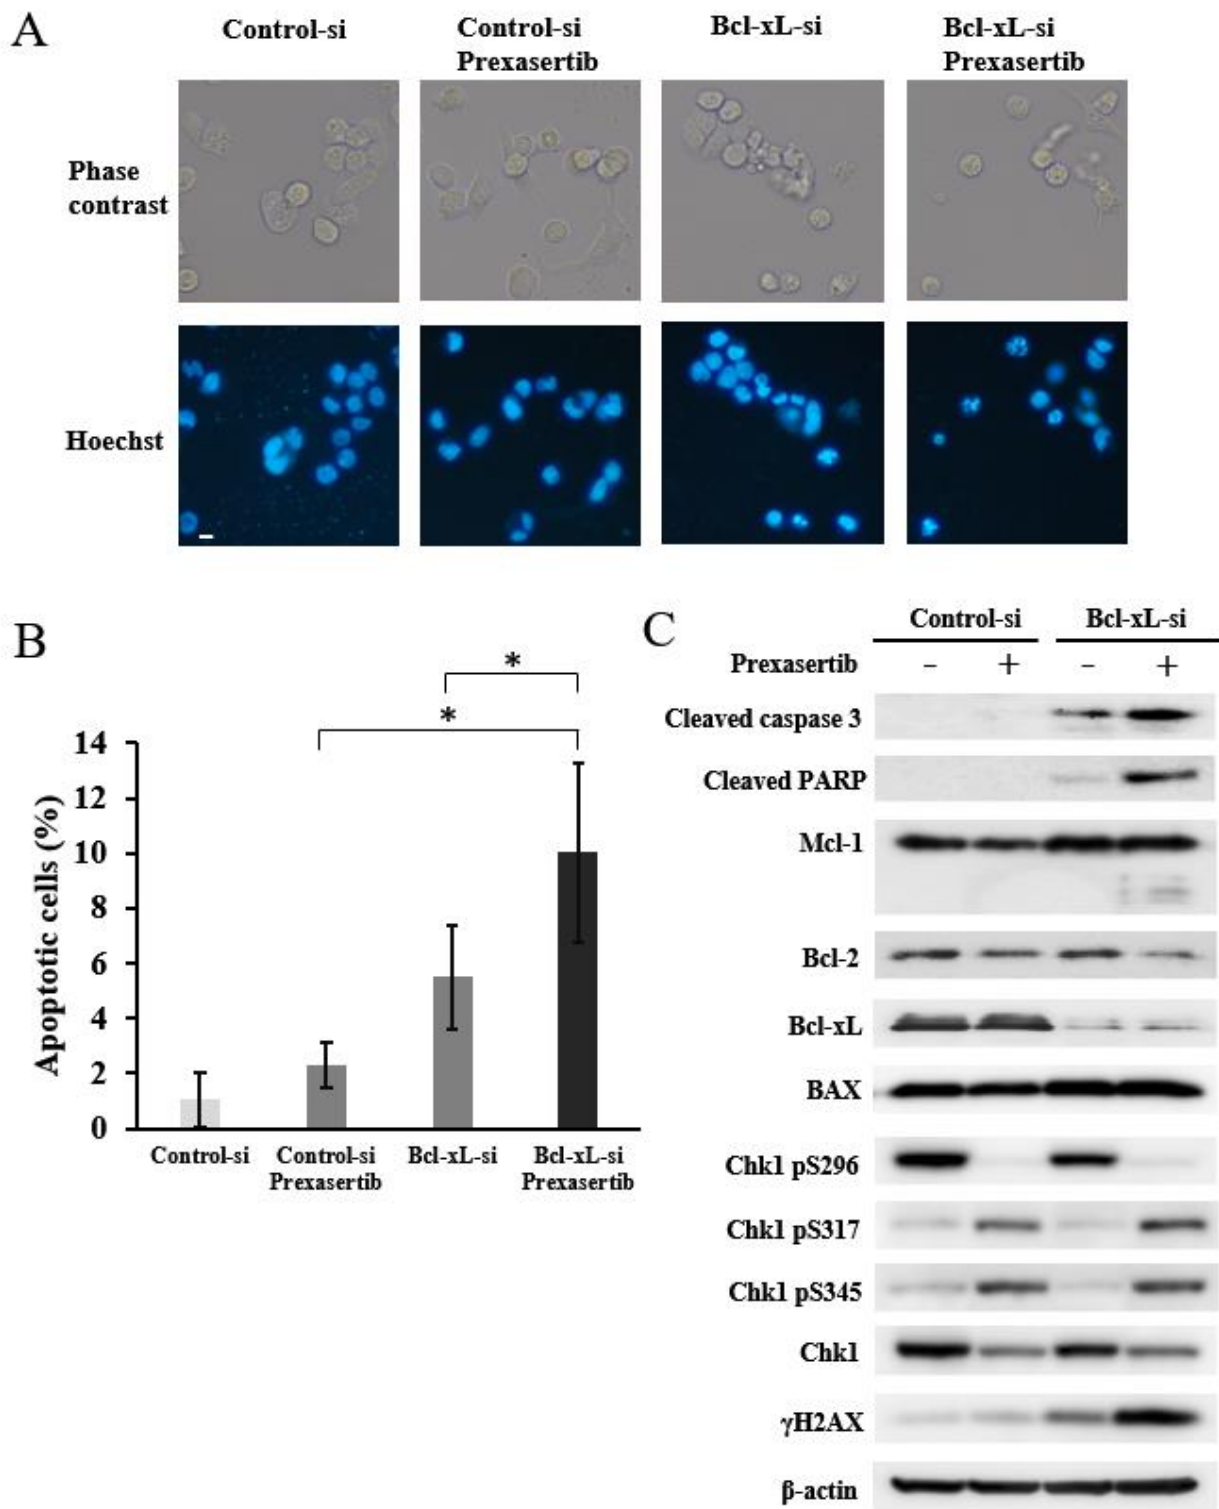 A
Control-si
Control-si
Prexasertib
Bcl-xL-si
Bcl-xL-si
Prexasertib
Phase
contrast
Hoechst
B
*
*
Apoptotic cells (%)
14
12
10
8
6
4
2
0
Control-si
Control-si
Prexasertib
Bcl-xL-si
Bcl-xL-si
Prexasertib
C
Control-si Bcl-xL-si
Prexasertib - + - +
Cleaved caspase 3
Cleaved PARP
Mcl-1
Bcl-2
Bcl-xL
BAX
Chk1 pS296
Chk1 pS317
Chk1 pS345
Chk1
γH2AX
β-actin